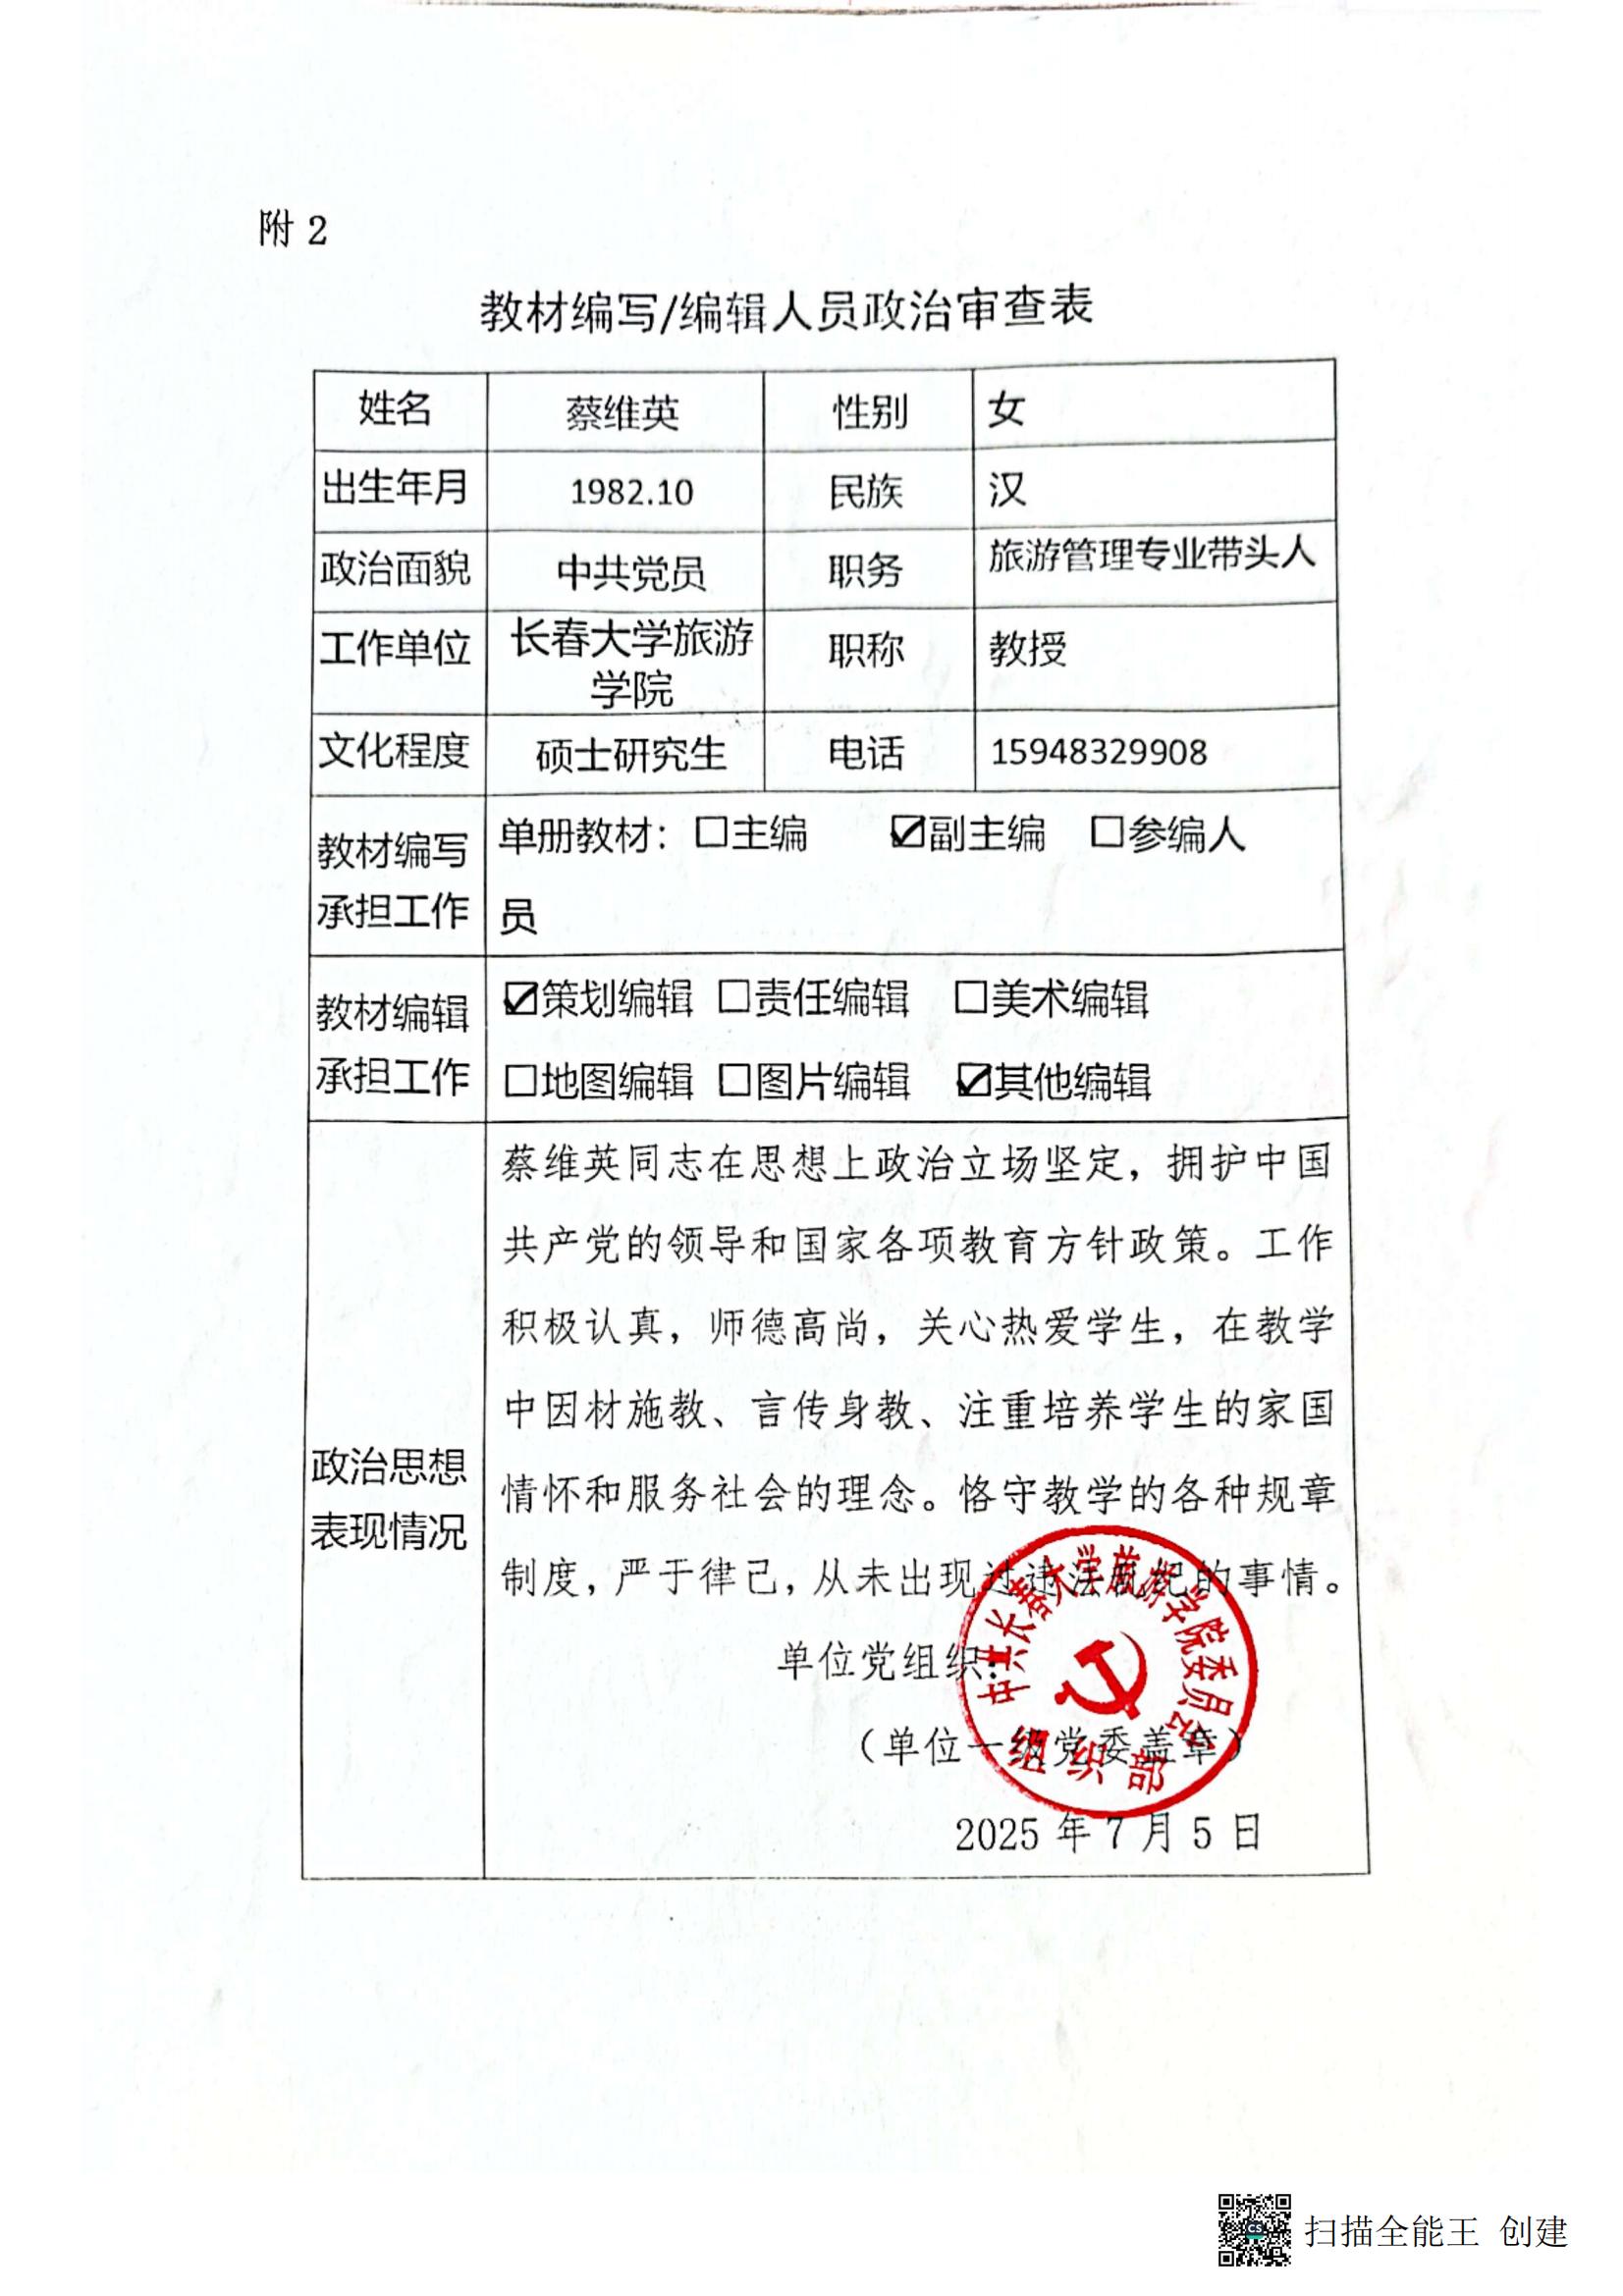 附 2
教材编写/编辑人员政治审查表
姓名 蔡维英 性别 女
出生年月 1982.10 民族 汉
政治面貌 中共党员 职务 旅游管理专业带头人
工作单位 长春大学旅游 职称 教授
学院
文化程度 硕士研究生 电话 15948329908
教材编写 单册教材：☐主编 ☑副主编 ☐参编人
承担工作 员
教材编辑 ☑策划编辑 ☐责任编辑 ☐美术编辑
承担工作 ☐地图编辑 ☐图片编辑 ☑其他编辑
蔡维英同志在思想上政治立场坚定，拥护中国
共产党的领导和国家各项教育方针政策。工作
积极认真，师德高尚，关心热爱学生，在教学
中因材施教、言传身教、注重培养学生的家国
政治思想
情怀和服务社会的理念。恪守教学的各种规章
表现情况
制度，严于律己，从未出现过违法乱纪的事情。
单位党组织：
（单位一级党委盖章）
中共长春大学旅游学院委员会
组织部
2025 年 7 月 5 日
扫描全能王 创建